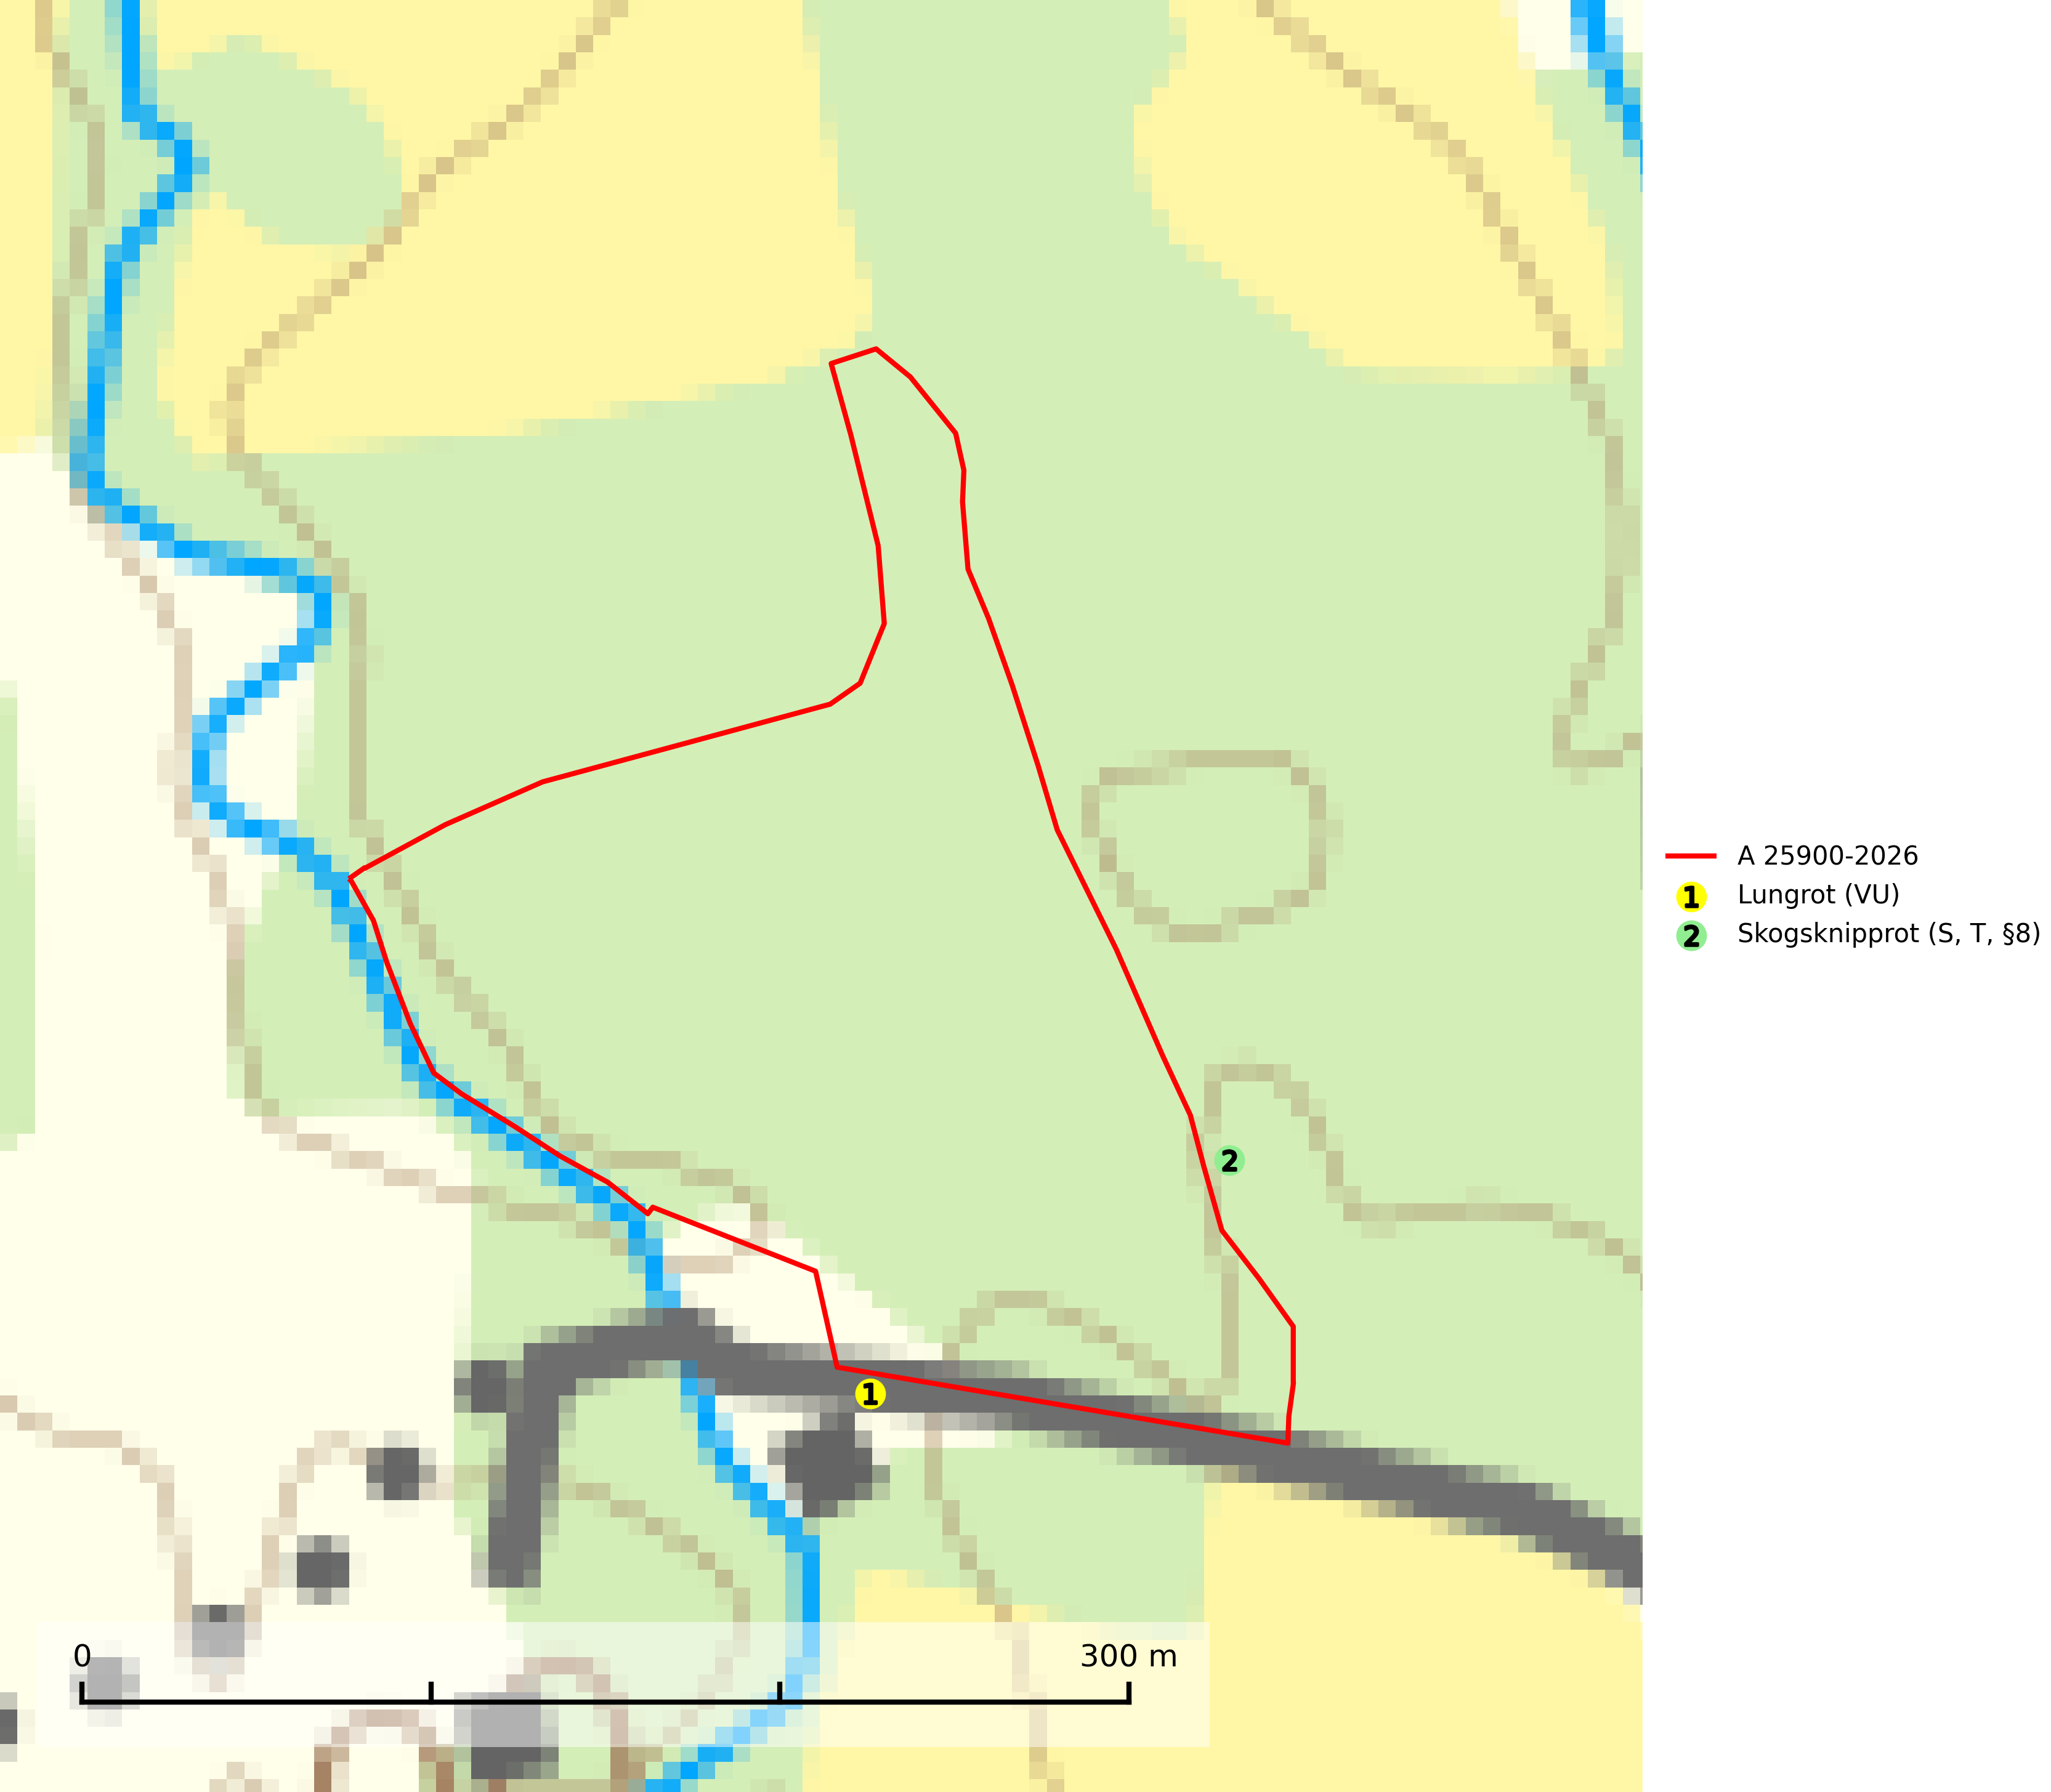 A 25900-2026
1 Lungrot (VU)
2 Skogsknipprot (S, T, §8)
2
1
0 300 m